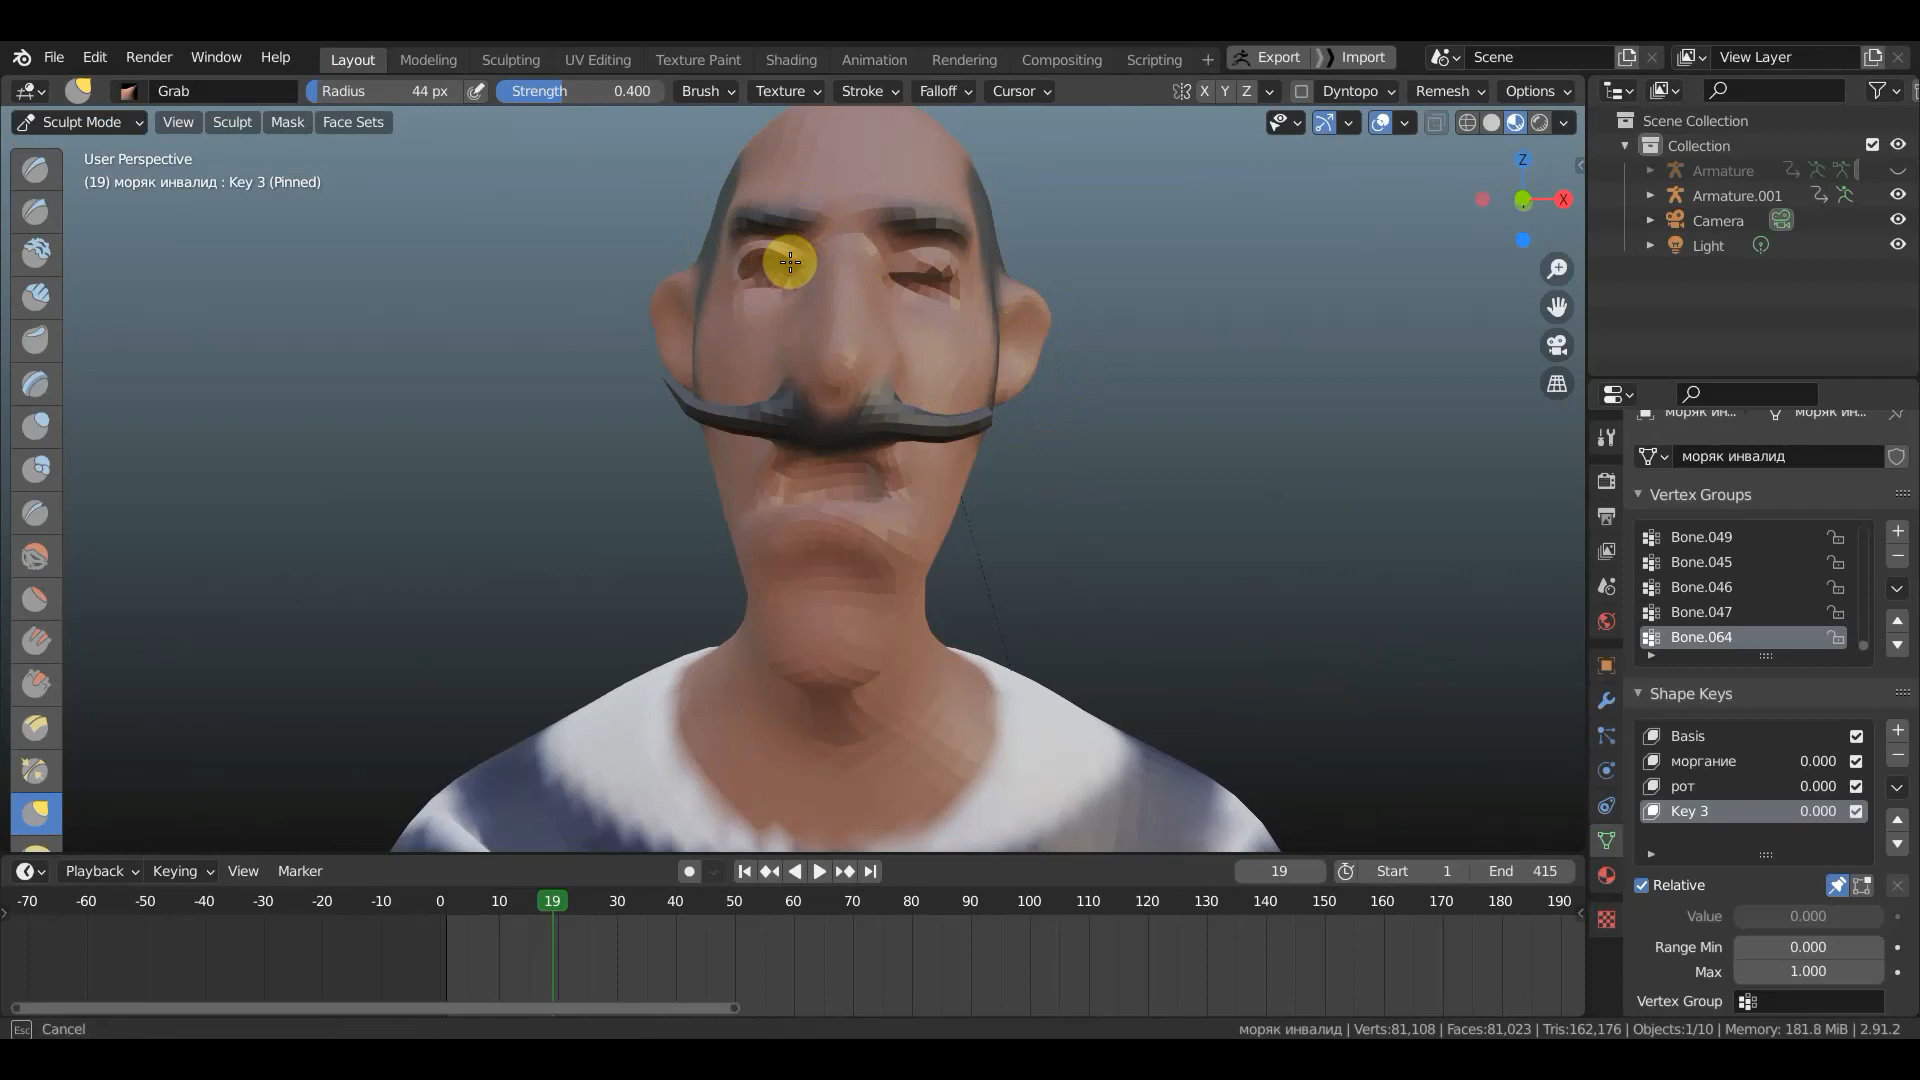 File Edit Render Window Help Layout Modeling Sculpting UV Editing Texture Paint Shading Animation Rendering Compositing Scripting + Export Import Scene View Layer
Grab Radius 44 px Strength 0.400 Brush Texture Stroke Falloff Cursor X Y Z Dyntopo Remesh Options
Sculpt Mode View Sculpt Mask Face Sets
User Perspective
(19) моряк инвалид : Key 3 (Pinned)
Z
X
Scene Collection
Collection
Armature
Armature.001
Camera
Light
моряк ин... моряк ин...
моряк инвалид
Vertex Groups
Bone.049
Bone.045
Bone.046
Bone.047
Bone.064
Shape Keys
Basis
моргание 0.000
рот 0.000
Key 3 0.000
Relative
Value 0.000
Range Min 0.000
Max 1.000
Vertex Group
Playback Keying View Marker 19 Start 1 End 415
-70 -60 -50 -40 -30 -20 -10 0 10 19 30 40 50 60 70 80 90 100 110 120 130 140 150 160 170 180 190
Esc Cancel моряк инвалид | Verts:81,108 | Faces:81,023 | Tris:162,176 | Objects:1/10 | Memory: 181.8 MiB | 2.91.2